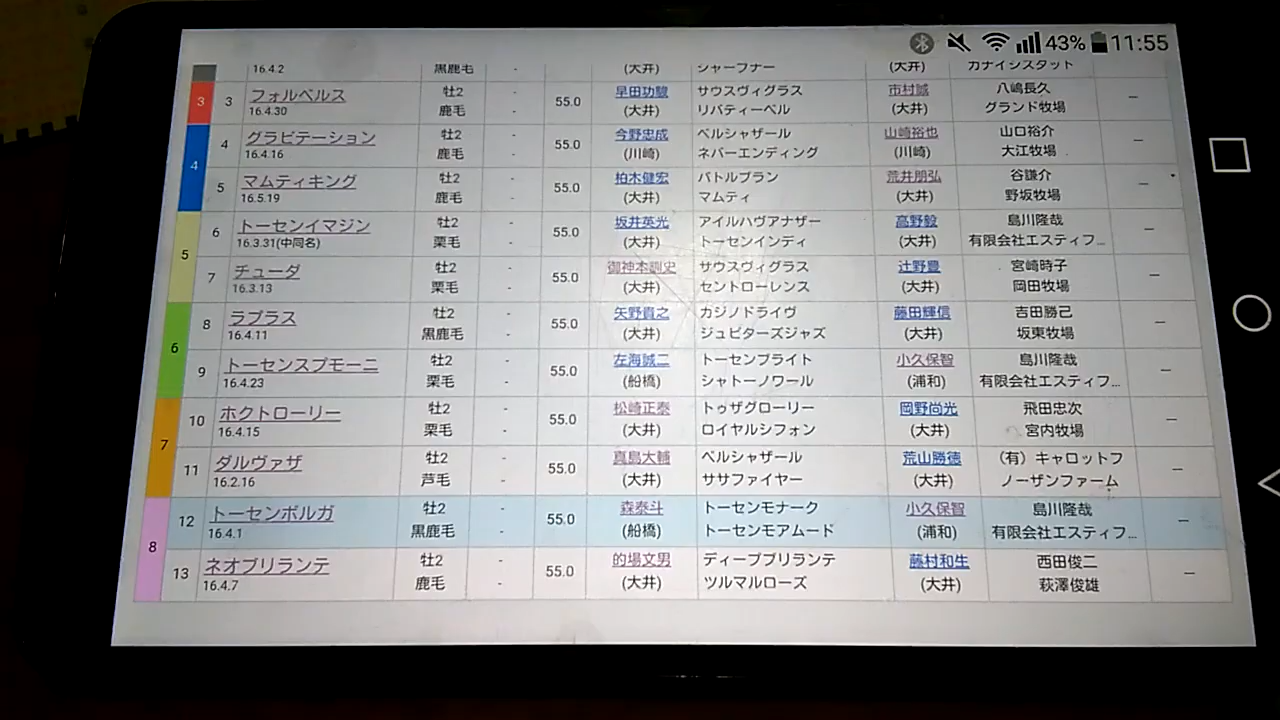 43% 11:55
16.4.2 黒鹿毛 - (大井) シャーフナー (大井) カナイシスタッド
3 3 フォルベルス 牡2 - 55.0 早田功駿 サウスヴィグラス 市村誠 八嶋長久 —
16.4.30 鹿毛 - (大井) リバティーベル (大井) グランド牧場
4 4 グラビテーション 牡2 - 55.0 今野忠成 ベルシャザール 山崎裕也 山口裕介 —
16.4.16 鹿毛 - (川崎) ネバーエンディング (川崎) 大江牧場
5 マムティキング 牡2 - 55.0 柏木健宏 バトルプラン 荒井朋弘 谷謙介 —
16.5.19 鹿毛 - (大井) マムティ (大井) 野坂牧場
5 6 トーセンイマジン 牡2 - 55.0 坂井英光 アイルハヴアナザー 高野毅 島川隆哉 —
16.3.31(中同名) 栗毛 - (大井) トーセンインディ (大井) 有限会社エスティフ...
7 チューダ 牡2 - 55.0 御神本訓史 サウスヴィグラス 辻野豊 宮崎時子 —
16.3.13 栗毛 - (大井) セントローレンス (大井) 岡田牧場
6 8 ラプラス 牡2 - 55.0 矢野貴之 カジノドライヴ 藤田輝信 吉田勝己 —
16.4.11 黒鹿毛 - (大井) ジュピターズジャズ (大井) 坂東牧場
9 トーセンスプモーニ 牡2 - 55.0 左海誠二 トーセンブライト 小久保智 島川隆哉 —
16.4.23 栗毛 - (船橋) シャトーノワール (浦和) 有限会社エスティフ...
7 10 ホクトローリー 牡2 - 55.0 松崎正泰 トゥザグローリー 岡野尚光 飛田忠次 —
16.4.15 栗毛 - (大井) ロイヤルシフォン (大井) 宮内牧場
11 ダルヴァザ 牡2 - 55.0 真島大輔 ベルシャザール 荒山勝徳 （有）キャロットフ —
16.2.16 芦毛 - (大井) ササファイヤー (大井) ノーザンファーム
8 12 トーセンボルガ 牡2 - 55.0 森泰斗 トーセンモナーク 小久保智 島川隆哉 —
16.4.1 黒鹿毛 - (船橋) トーセンモアムード (浦和) 有限会社エスティフ...
13 ネオブリランテ 牡2 - 55.0 的場文男 ディープブリランテ 藤村和生 西田俊二 —
16.4.7 鹿毛 - (大井) ツルマルローズ (大井) 萩澤俊雄